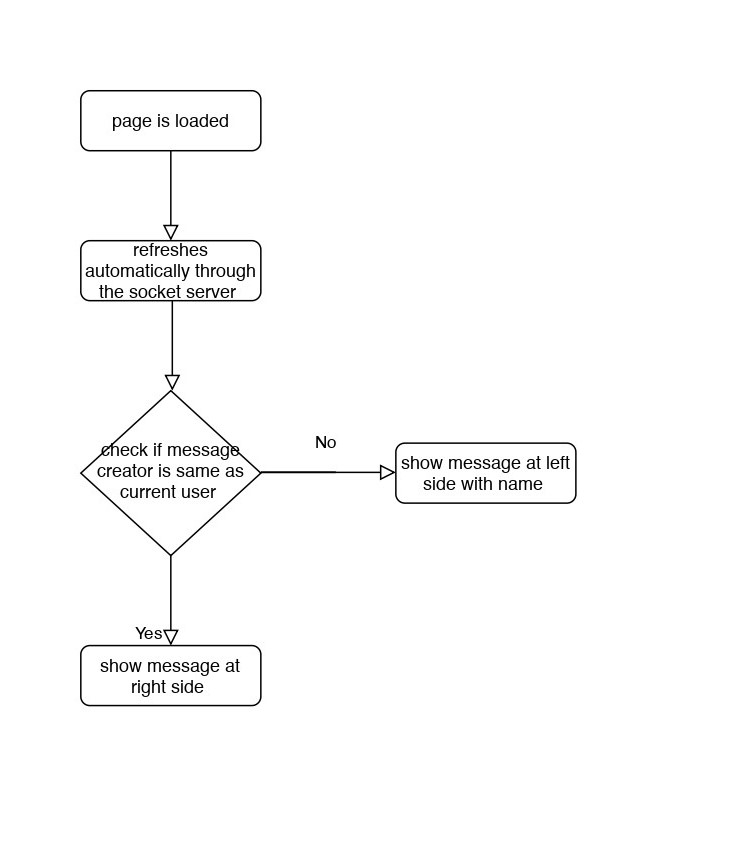 page is loaded
refreshes
automatically through
the socket server
check if message
creator is same as
current user
No
show message at left
side with name
Yes
show message at
right side